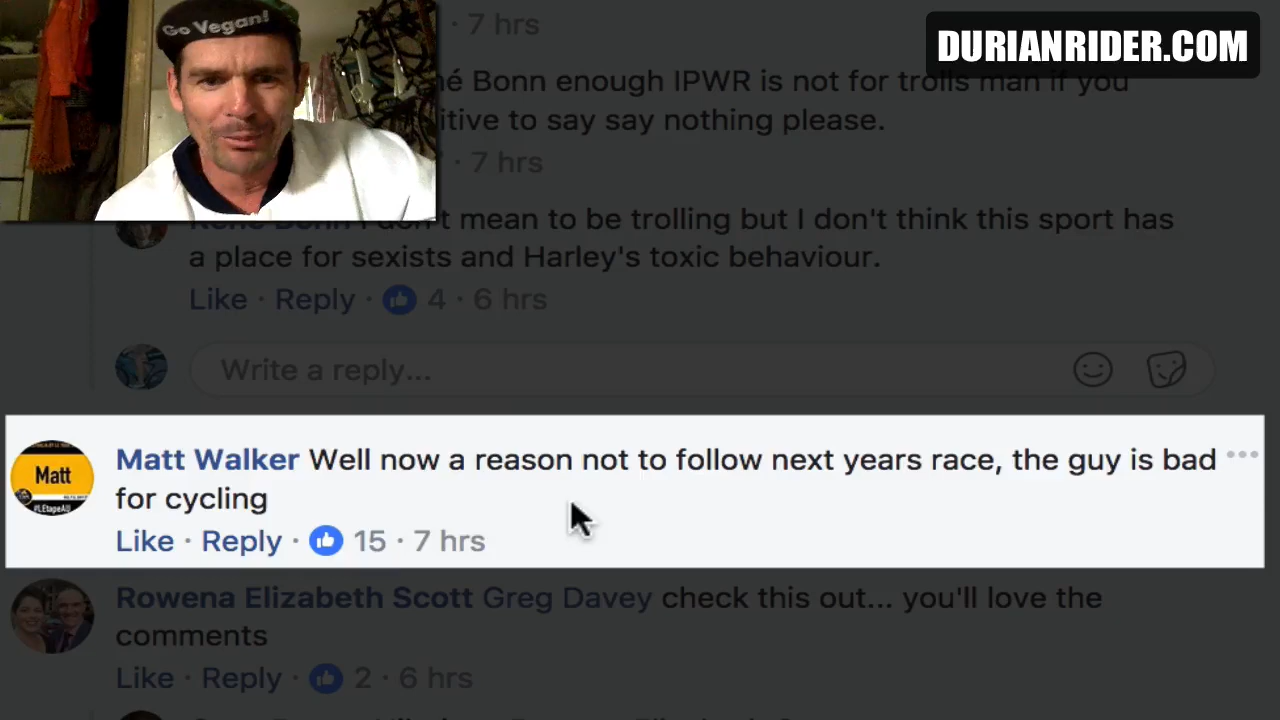 Go Vegan!
· 7 hrs
DURIANRIDER.COM
né Bonn enough IPWR is not for trolls man if you
itive to say say nothing please.
· 7 hrs
René Bonn I don't mean to be trolling but I don't think this sport has
a place for sexists and Harley's toxic behaviour.
Like · Reply · 4 · 6 hrs
Write a reply...
Matt
#LEtapeAU
Matt Walker Well now a reason not to follow next years race, the guy is bad
for cycling
Like · Reply · 15 · 7 hrs
Rowena Elizabeth Scott Greg Davey check this out... you'll love the
comments
Like · Reply · 2 · 6 hrs